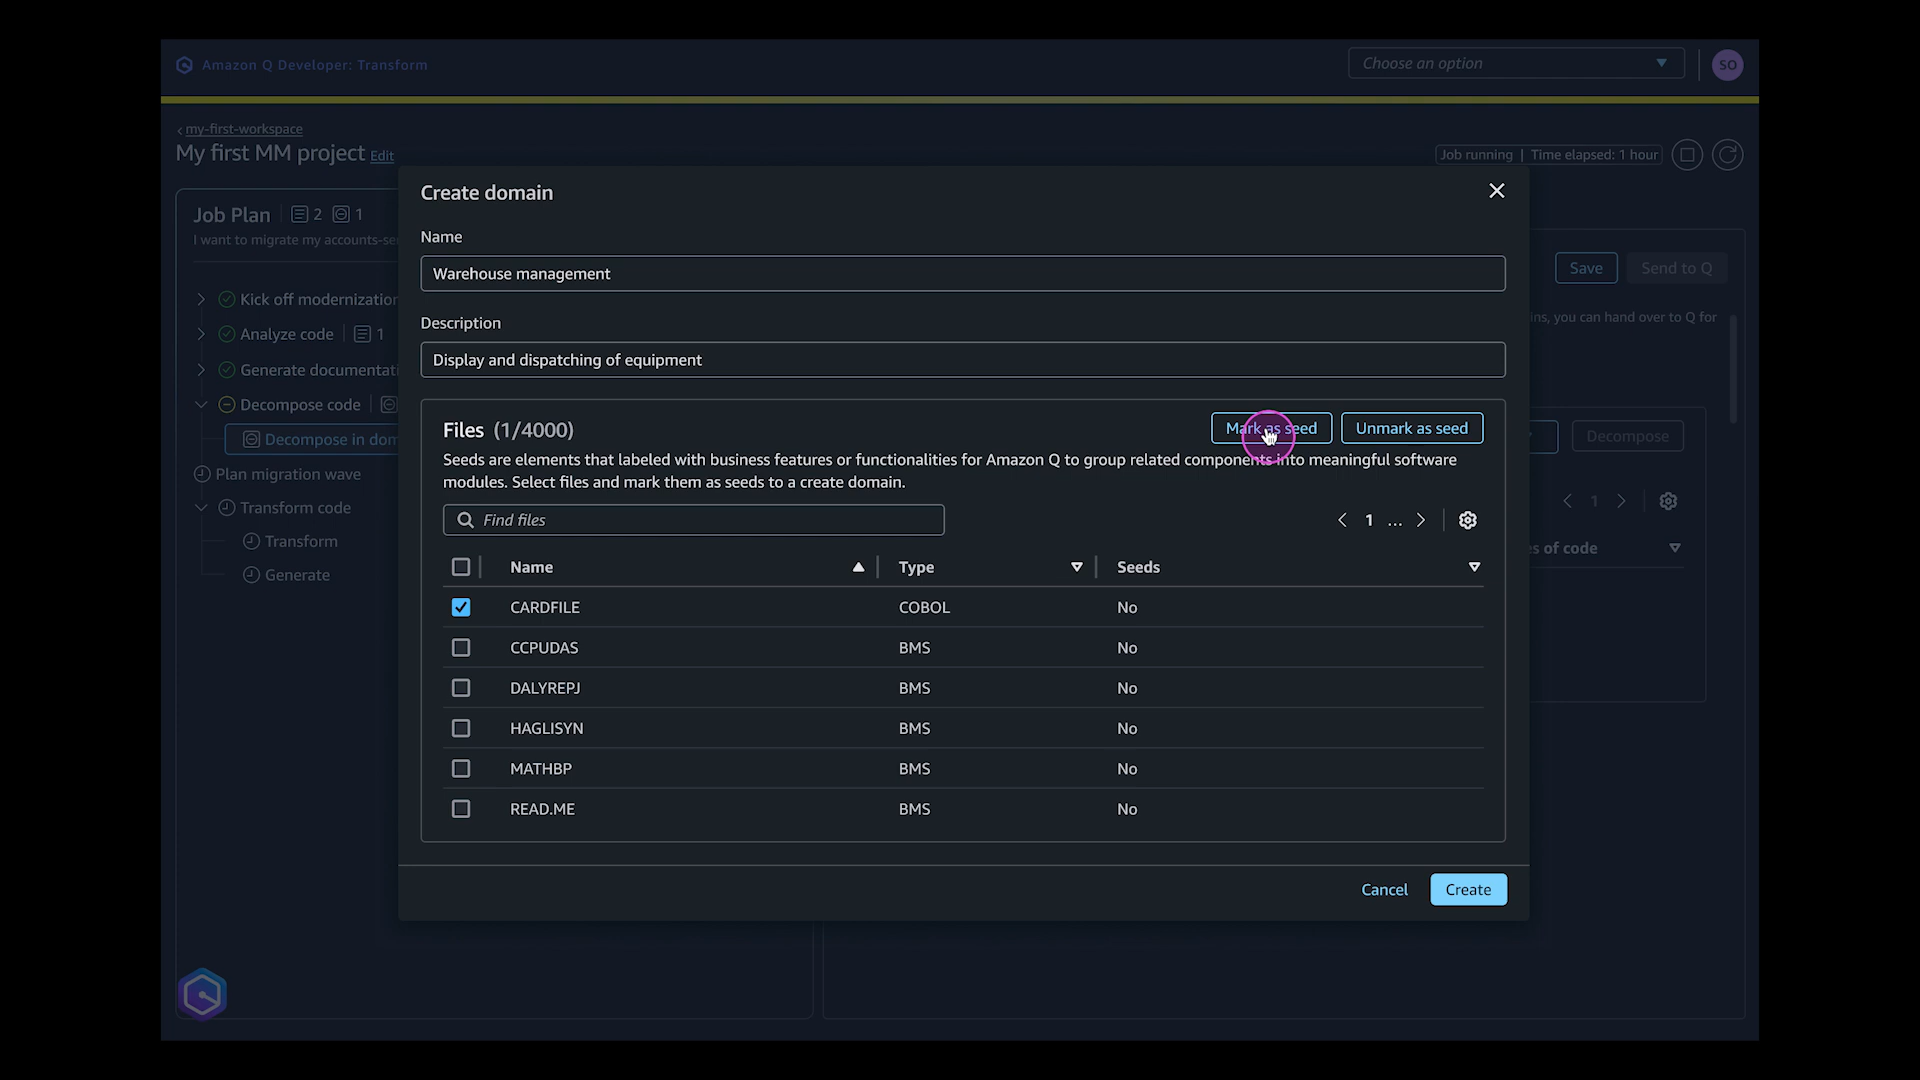 Amazon Q Developer: Transform
Choose an option
SO
my-first-workspace
My first MM project Edit
Job running | Time elapsed: 1 hour
Job Plan 2 1
I want to migrate my accounts-se
Kick off modernization
Analyze code 1
Generate documentati
Decompose code
Decompose in dom
Plan migration wave
Transform code
Transform
Generate
Save Send to Q
ins, you can hand over to Q for
Decompose
1
s of code
Create domain
Name
Warehouse management
Description
Display and dispatching of equipment
Files (1/4000)
Mark as seed Unmark as seed
Seeds are elements that labeled with business features or functionalities for Amazon Q to group related components into meaningful software
modules. Select files and mark them as seeds to a create domain.
Find files
1 ...
Name Type Seeds
CARDFILE COBOL No
CCPUDAS BMS No
DALYREPJ BMS No
HAGLISYN BMS No
MATHBP BMS No
READ.ME BMS No
Cancel Create